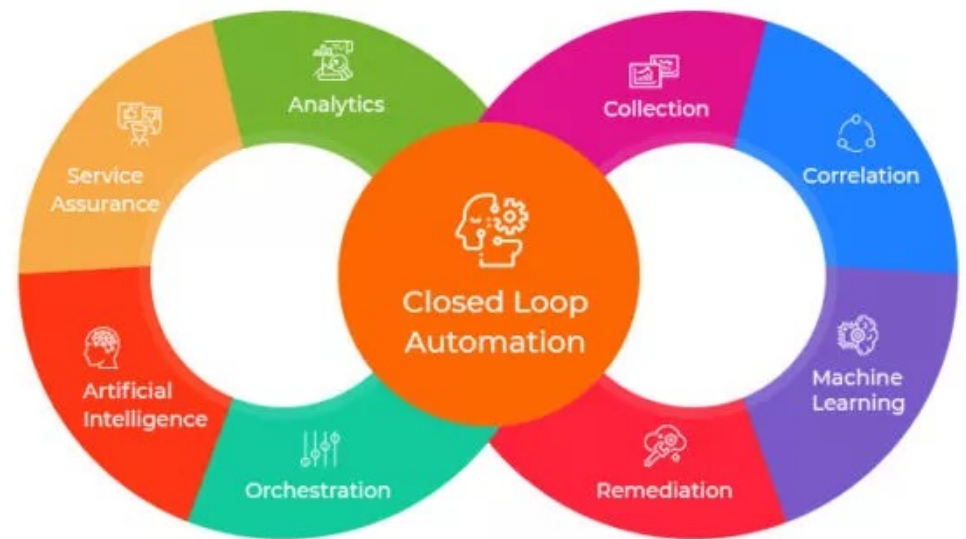 Analytics
Collection
Service
Assurance
Correlation
Closed Loop
Automation
Artificial
Intelligence
Machine
Learning
Orchestration
Remediation